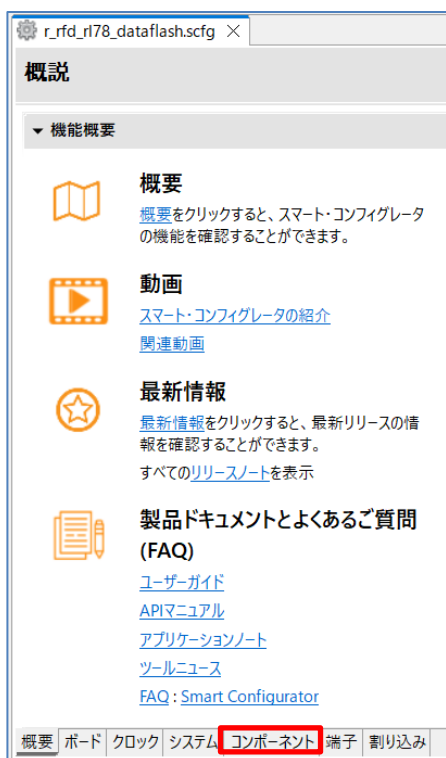 r_rfd_rl78_dataflash.scfg ×
概説
▼ 機能概要
概要
概要をクリックすると、スマート・コンフィグレータ
の機能を確認することができます。
動画
スマート・コンフィグレータの紹介
関連動画
最新情報
最新情報をクリックすると、最新リリースの情
報を確認することができます。
すべてのリリースノートを表示
製品ドキュメントとよくあるご質問
(FAQ)
ユーザーガイド
APIマニュアル
アプリケーションノート
ツールニュース
FAQ : Smart Configurator
概要 ボード クロック システム コンポーネント 端子 割り込み